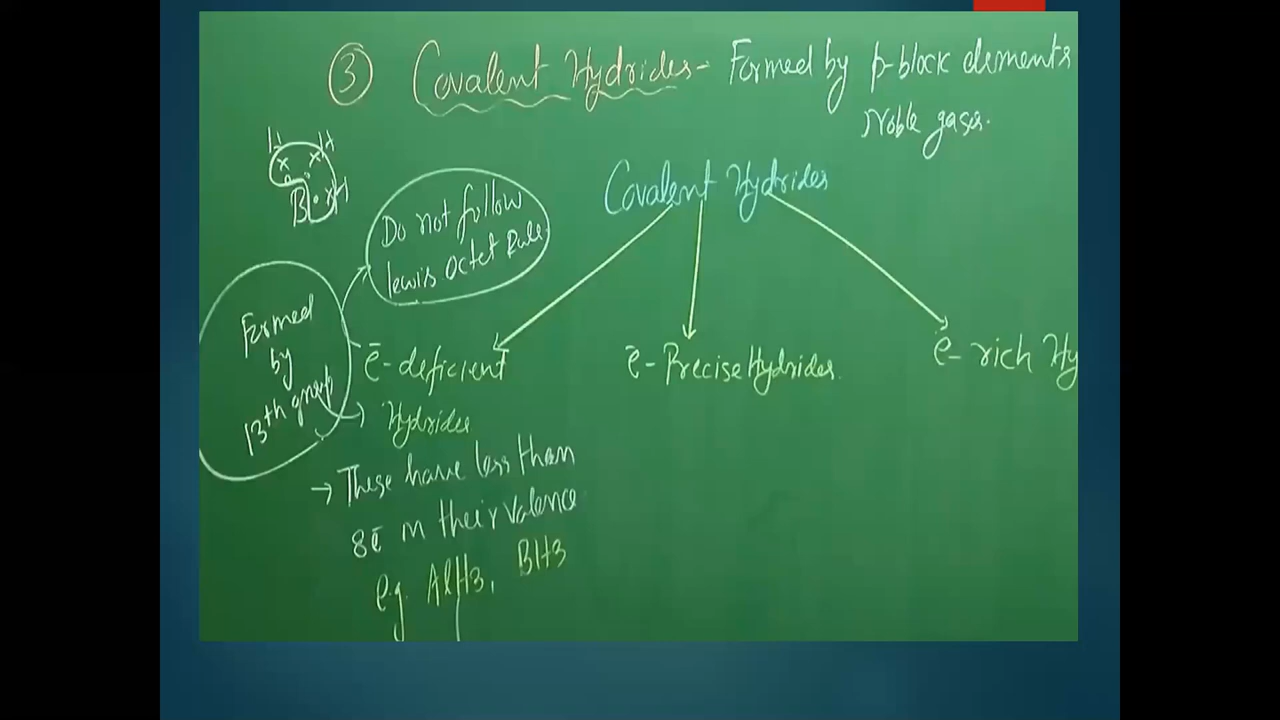 ③ Covalent Hydrides- Formed by p-block elements
Noble gases.
H H
B H
Covalent Hydrides
Do not follow
lewis Octet Rule
Formed
by
13th group
ē-deficient
Hydrides
ē-Precise Hydrides.
ē-rich Hy
→ These have less than
8ē in their valence
e.g. AlH3, BH3